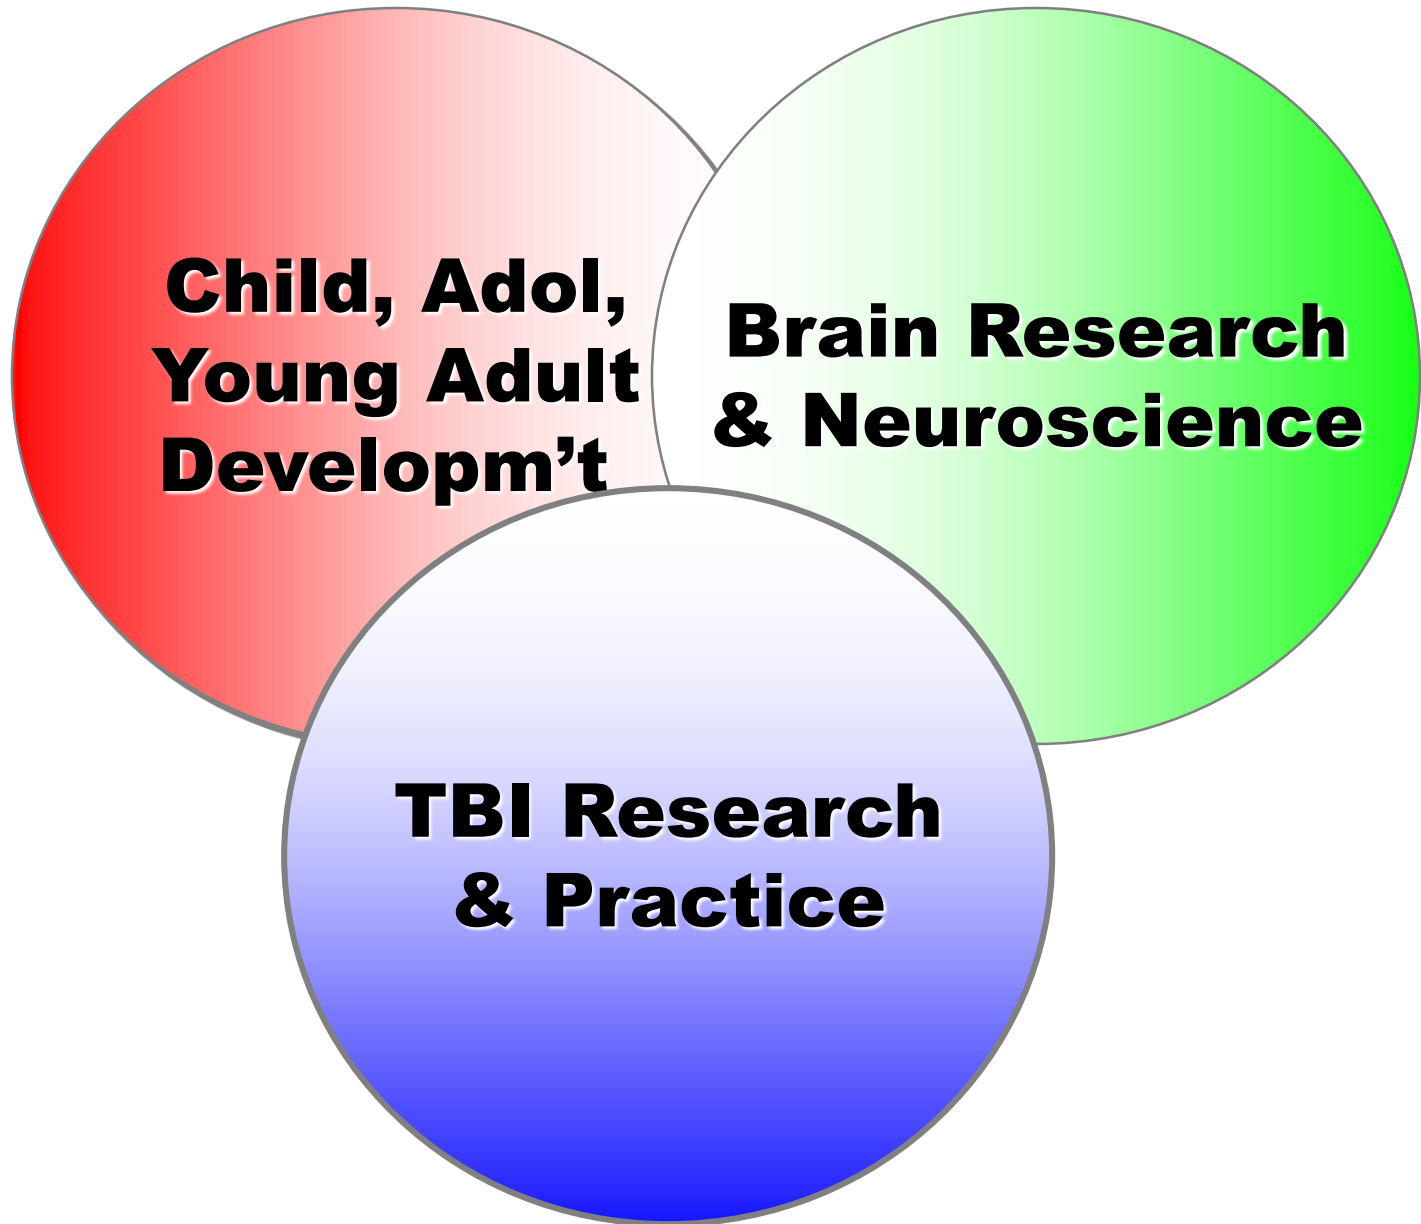 Child, Adol,
Young Adult
Developm’t
Brain Research
& Neuroscience
TBI Research
& Practice